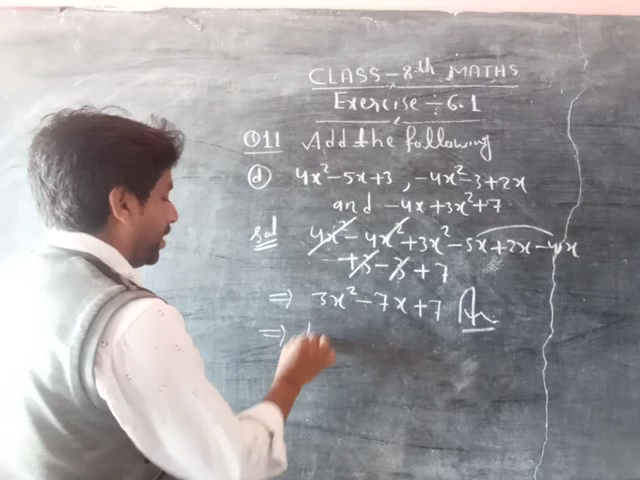 CLASS - 8th MATHS
Exercise ÷ 6.1
Q11 Add the following
(d) 4x²-5x+3, -4x²-3+2x
and -4x+3x²+7
Sol 4x²-4x²+3x²-5x+2x-4x
+3-3+7
⇒ 3x²-7x+7 An.
⇒